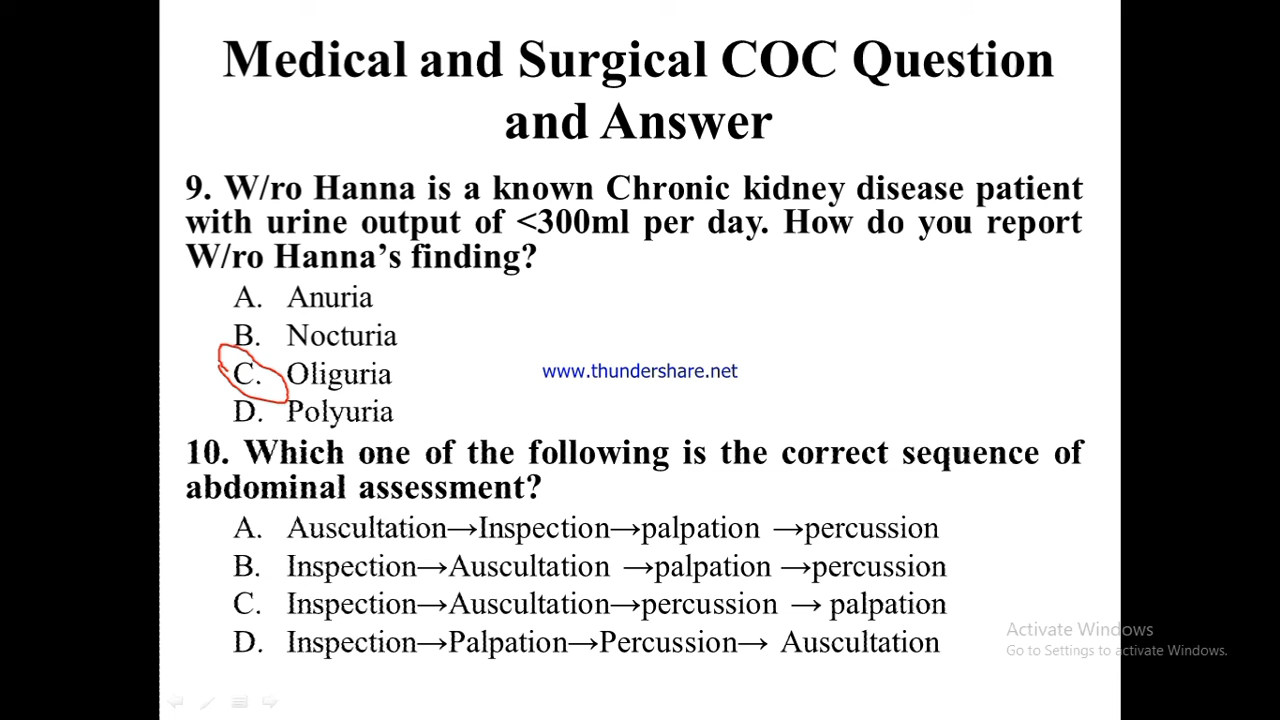 Medical and Surgical COC Question
and Answer
9. W/ro Hanna is a known Chronic kidney disease patient
with urine output of <300ml per day. How do you report
W/ro Hanna’s finding?
A. Anuria
B. Nocturia
C. Oliguria
www.thundershare.net
D. Polyuria
10. Which one of the following is the correct sequence of
abdominal assessment?
A. Auscultation→Inspection→palpation →percussion
B. Inspection→Auscultation →palpation →percussion
C. Inspection→Auscultation→percussion → palpation
D. Inspection→Palpation→Percussion→ Auscultation
Activate Windows
Go to Settings to activate Windows.